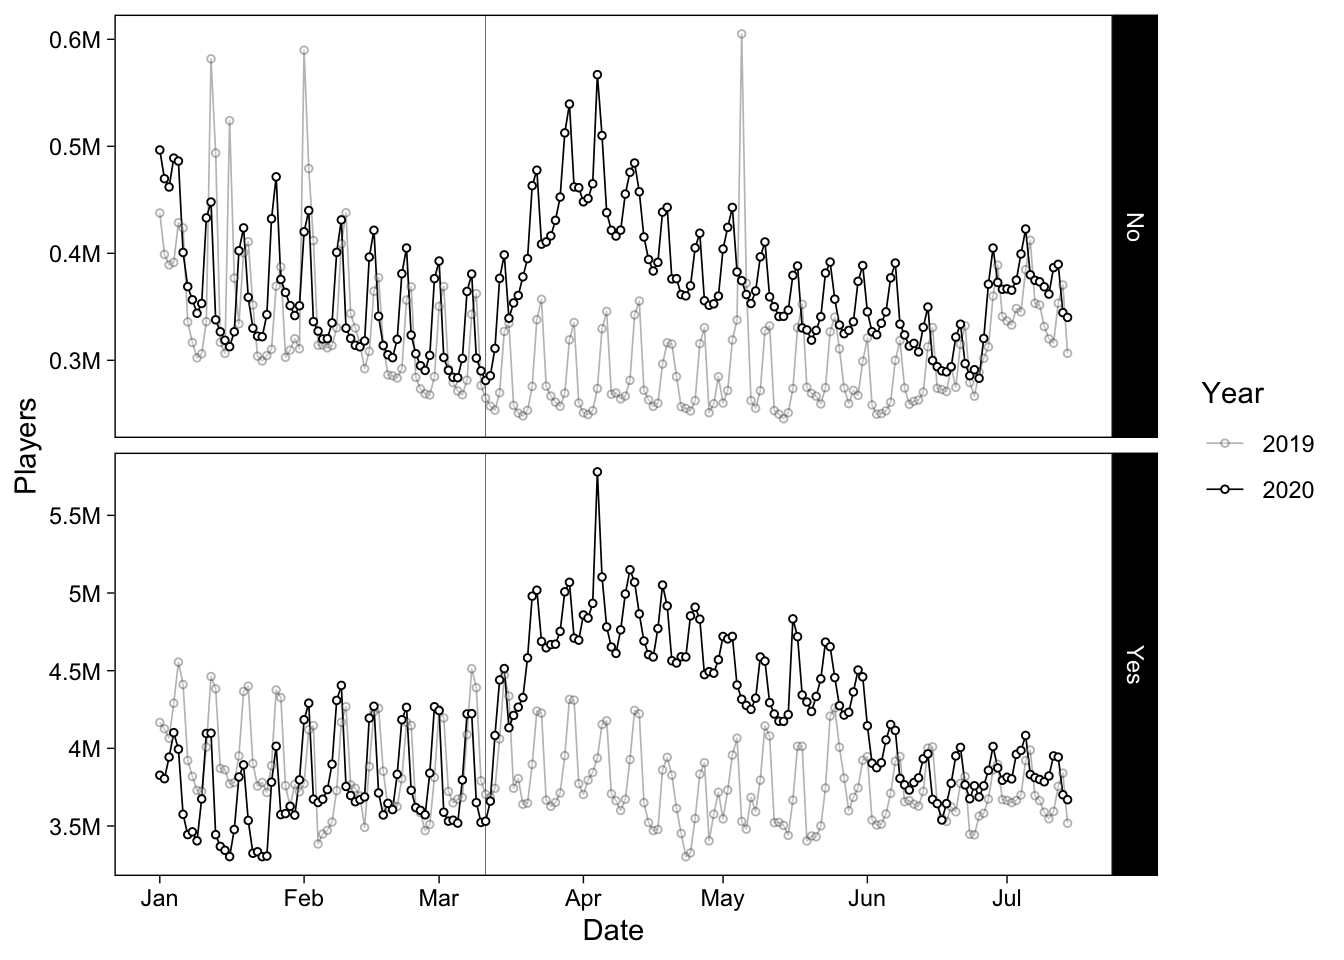 0.6M
0.5M
0.4M
0.3M
No
5.5M
5M
4.5M
4M
3.5M
Yes
Players
Jan Feb Mar Apr May Jun Jul
Date
Year
2019
2020